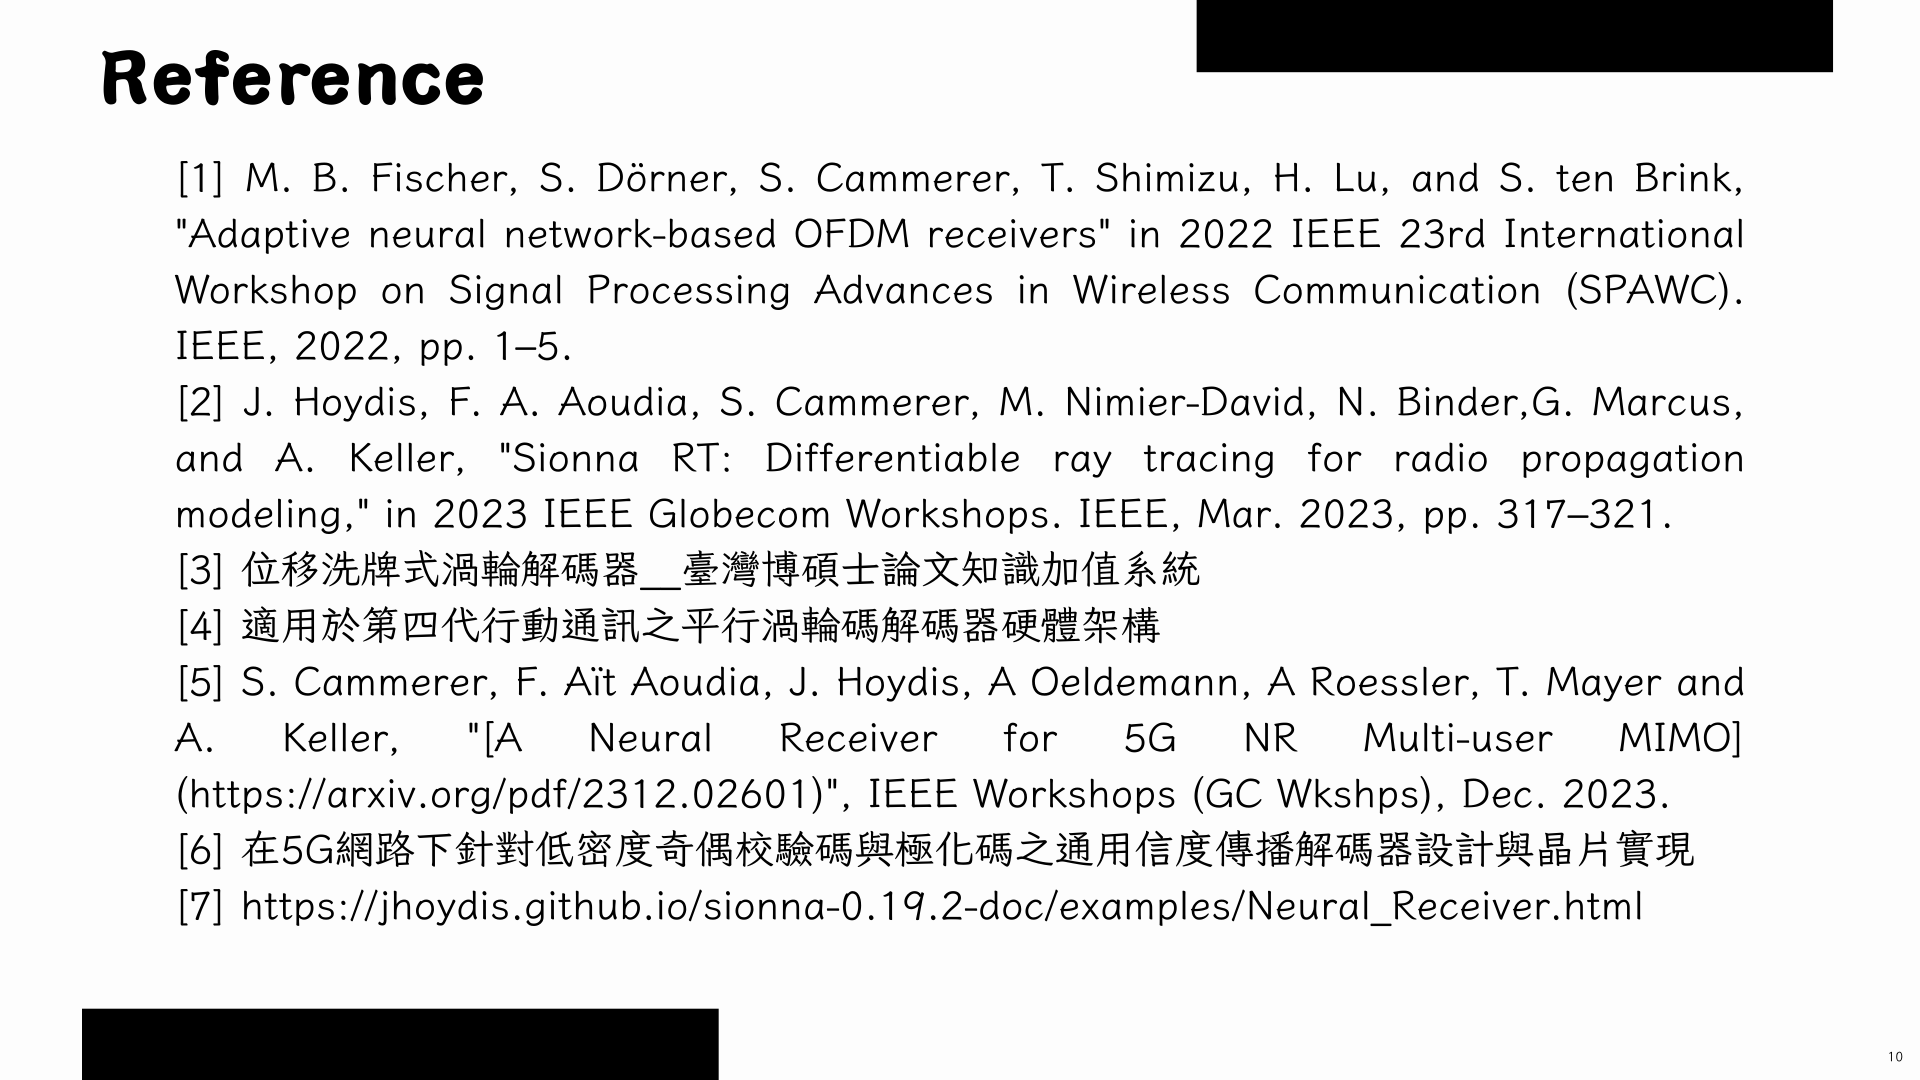 Reference
[1] M. B. Fischer, S. Dörner, S. Cammerer, T. Shimizu, H. Lu, and S. ten Brink,
"Adaptive neural network-based OFDM receivers" in 2022 IEEE 23rd International
Workshop on Signal Processing Advances in Wireless Communication (SPAWC).
IEEE, 2022, pp. 1–5.
[2] J. Hoydis, F. A. Aoudia, S. Cammerer, M. Nimier-David, N. Binder,G. Marcus,
and A. Keller, "Sionna RT: Differentiable ray tracing for radio propagation
modeling," in 2023 IEEE Globecom Workshops. IEEE, Mar. 2023, pp. 317–321.
[3] 位移洗牌式渦輪解碼器__臺灣博碩士論文知識加值系統
[4] 適用於第四代行動通訊之平行渦輪碼解碼器硬體架構
[5] S. Cammerer, F. Aït Aoudia, J. Hoydis, A Oeldemann, A Roessler, T. Mayer and
A. Keller, "[A Neural Receiver for 5G NR Multi-user MIMO]
(https://arxiv.org/pdf/2312.02601)", IEEE Workshops (GC Wkshps), Dec. 2023.
[6] 在5G網路下針對低密度奇偶校驗碼與極化碼之通用信度傳播解碼器設計與晶片實現
[7] https://jhoydis.github.io/sionna-0.19.2-doc/examples/Neural_Receiver.html
10